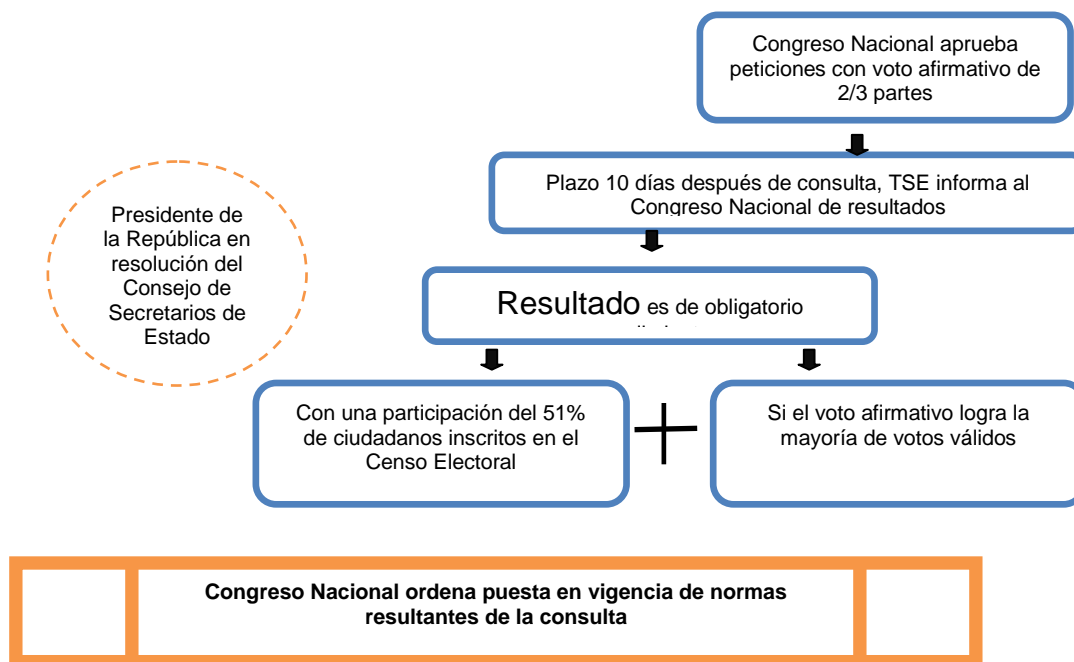 Congreso Nacional aprueba
peticiones con voto afirmativo de
2/3 partes
Plazo 10 días después de consulta, TSE informa al
Congreso Nacional de resultados
Presidente de
la República en
resolución del
Consejo de
Secretarios de
Estado
Resultado es de obligatorio
Con una participación del 51%
de ciudadanos inscritos en el
Censo Electoral
Si el voto afirmativo logra la
mayoría de votos válidos
Congreso Nacional ordena puesta en vigencia de normas
resultantes de la consulta